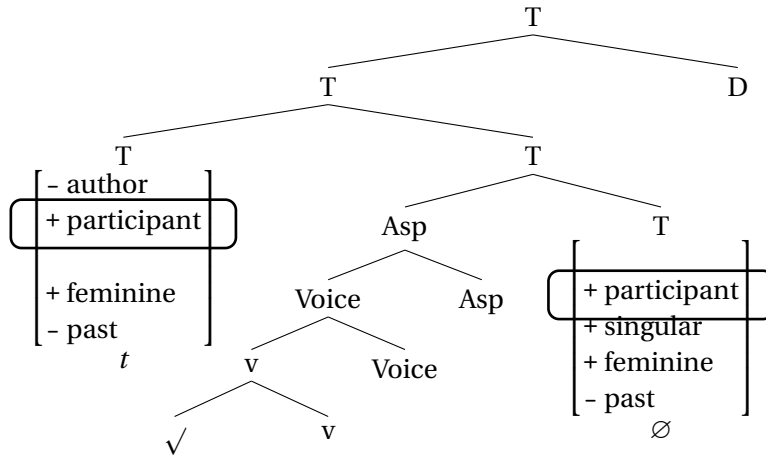 T
T D
T T
– author
+ participant
+ feminine
– past
t
Asp T
+ participant
+ singular
+ feminine
– past
∅
Voice Asp
v Voice
√ v